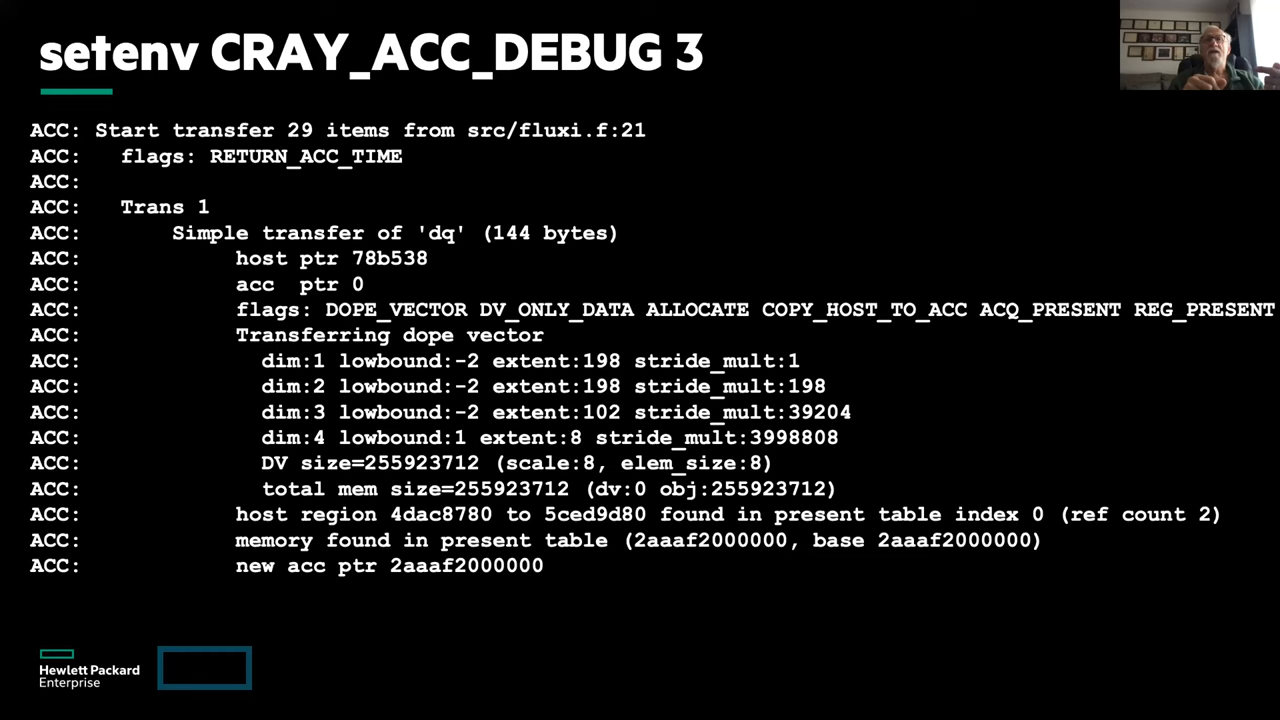 setenv CRAY_ACC_DEBUG 3
ACC: Start transfer 29 items from src/fluxi.f:21
ACC:   flags: RETURN_ACC_TIME
ACC:
ACC:   Trans 1
ACC:       Simple transfer of 'dq' (144 bytes)
ACC:            host ptr 78b538
ACC:            acc  ptr 0
ACC:            flags: DOPE_VECTOR DV_ONLY_DATA ALLOCATE COPY_HOST_TO_ACC ACQ_PRESENT REG_PRESENT
ACC:            Transferring dope vector
ACC:              dim:1 lowbound:-2 extent:198 stride_mult:1
ACC:              dim:2 lowbound:-2 extent:198 stride_mult:198
ACC:              dim:3 lowbound:-2 extent:102 stride_mult:39204
ACC:              dim:4 lowbound:1 extent:8 stride_mult:3998808
ACC:              DV size=255923712 (scale:8, elem_size:8)
ACC:              total mem size=255923712 (dv:0 obj:255923712)
ACC:            host region 4dac8780 to 5ced9d80 found in present table index 0 (ref count 2)
ACC:            memory found in present table (2aaaf2000000, base 2aaaf2000000)
ACC:            new acc ptr 2aaaf2000000
Hewlett Packard
Enterprise